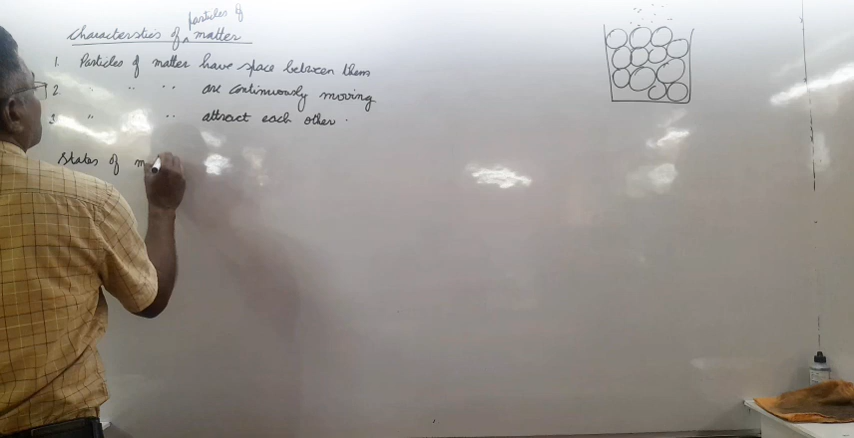 particles of
Characterstics of ^ matter
1. Particles of matter have space between them
2 " " " are continuously moving
3. " " attract each other.
States of m